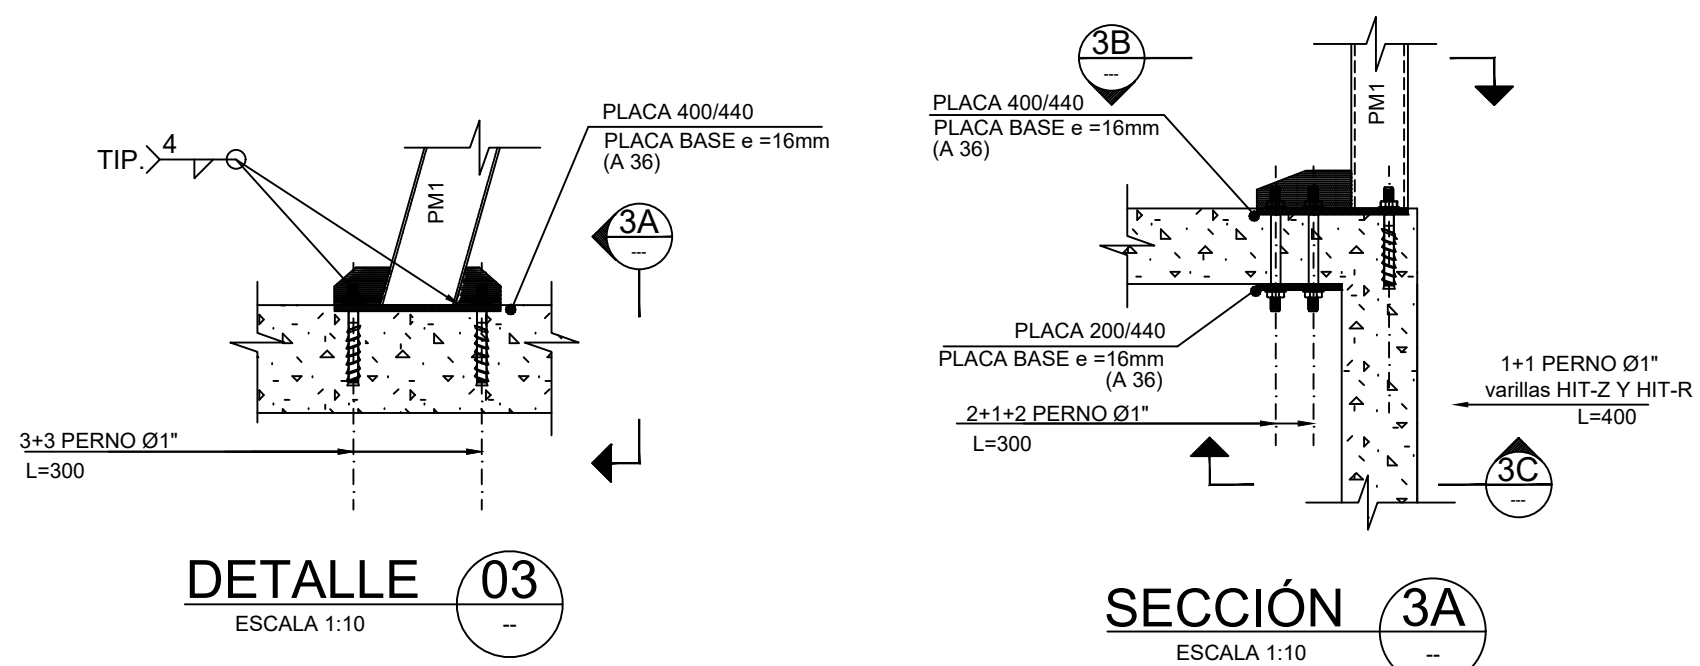 TIP.
4
PM1
PLACA 400/440
PLACA BASE e =16mm
(A 36)
3A
---
3+3 PERNO Ø1"
L=300
DETALLE
03
ESCALA 1:10
--
3B
---
PLACA 400/440
PLACA BASE e =16mm
(A 36)
PM1
PLACA 200/440
PLACA BASE e =16mm
(A 36)
2+1+2 PERNO Ø1"
L=300
1+1 PERNO Ø1"
varillas HIT-Z Y HIT-R
L=400
3C
---
SECCIÓN
3A
ESCALA 1:10
--